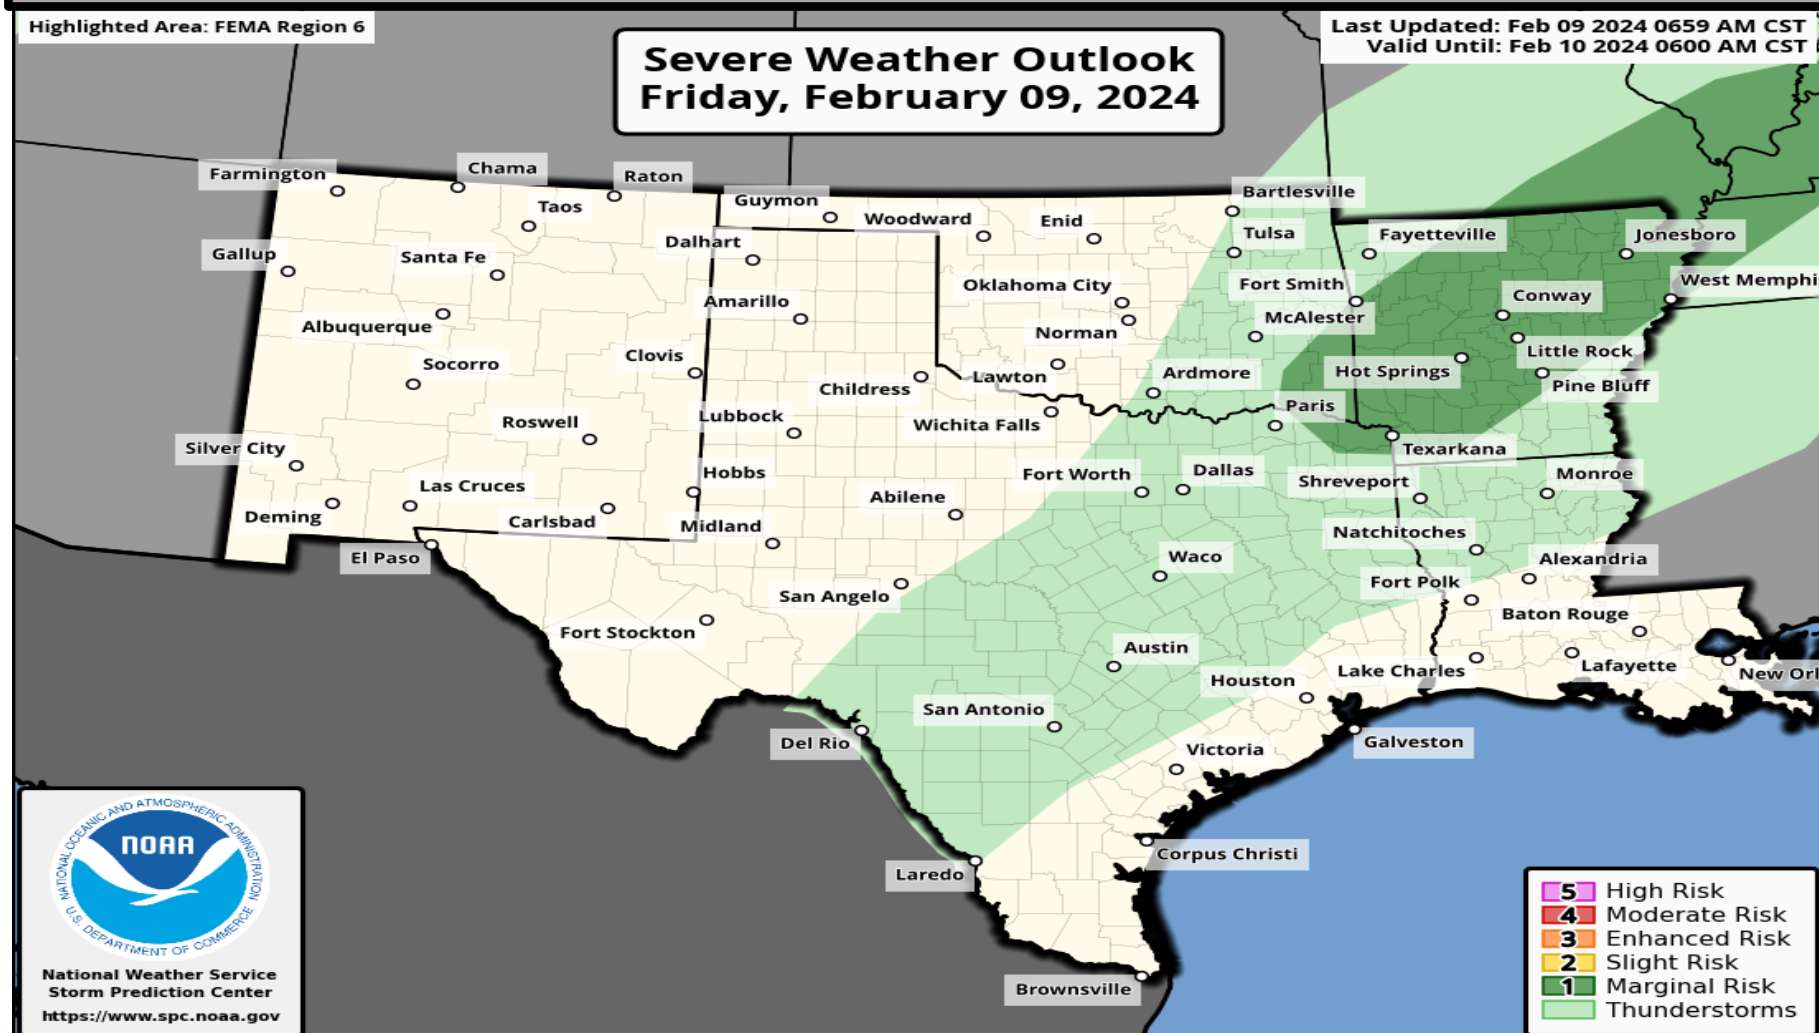 Highlighted Area: FEMA Region 6
Last Updated: Feb 09 2024 0659 AM CST
Valid Until: Feb 10 2024 0600 AM CST
Severe Weather Outlook
Friday, February 09, 2024
Farmington
Chama
Raton
Taos
Guymon
Woodward
Enid
Bartlesville
Gallup
Santa Fe
Dalhart
Tulsa
Fayetteville
Jonesboro
Albuquerque
Amarillo
Oklahoma City
Fort Smith
Conway
West Memphi
Norman
McAlester
Socorro
Clovis
Childress
Lawton
Ardmore
Hot Springs
Little Rock
Pine Bluff
Roswell
Lubbock
Wichita Falls
Paris
Silver City
Hobbs
Fort Worth
Dallas
Texarkana
Las Cruces
Abilene
Shreveport
Monroe
Deming
Carlsbad
Midland
Natchitoches
El Paso
Waco
Alexandria
San Angelo
Fort Polk
Fort Stockton
Baton Rouge
Austin
Lake Charles
Lafayette
New Orl
Houston
San Antonio
Del Rio
Victoria
Galveston
Laredo
Corpus Christi
Brownsville
NATIONAL OCEANIC AND ATMOSPHERIC ADMINISTRATION
NOAA
U.S. DEPARTMENT OF COMMERCE
National Weather Service
Storm Prediction Center
https://www.spc.noaa.gov
5 High Risk
4 Moderate Risk
3 Enhanced Risk
2 Slight Risk
1 Marginal Risk
Thunderstorms